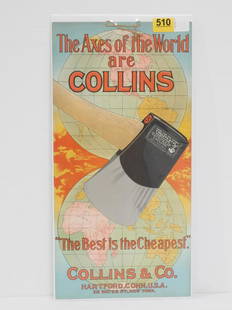 510
The Axes of the World
are
COLLINS
"The Best Is the Cheapest."
COLLINS & CO.
HARTFORD, CONN. U.S.A.